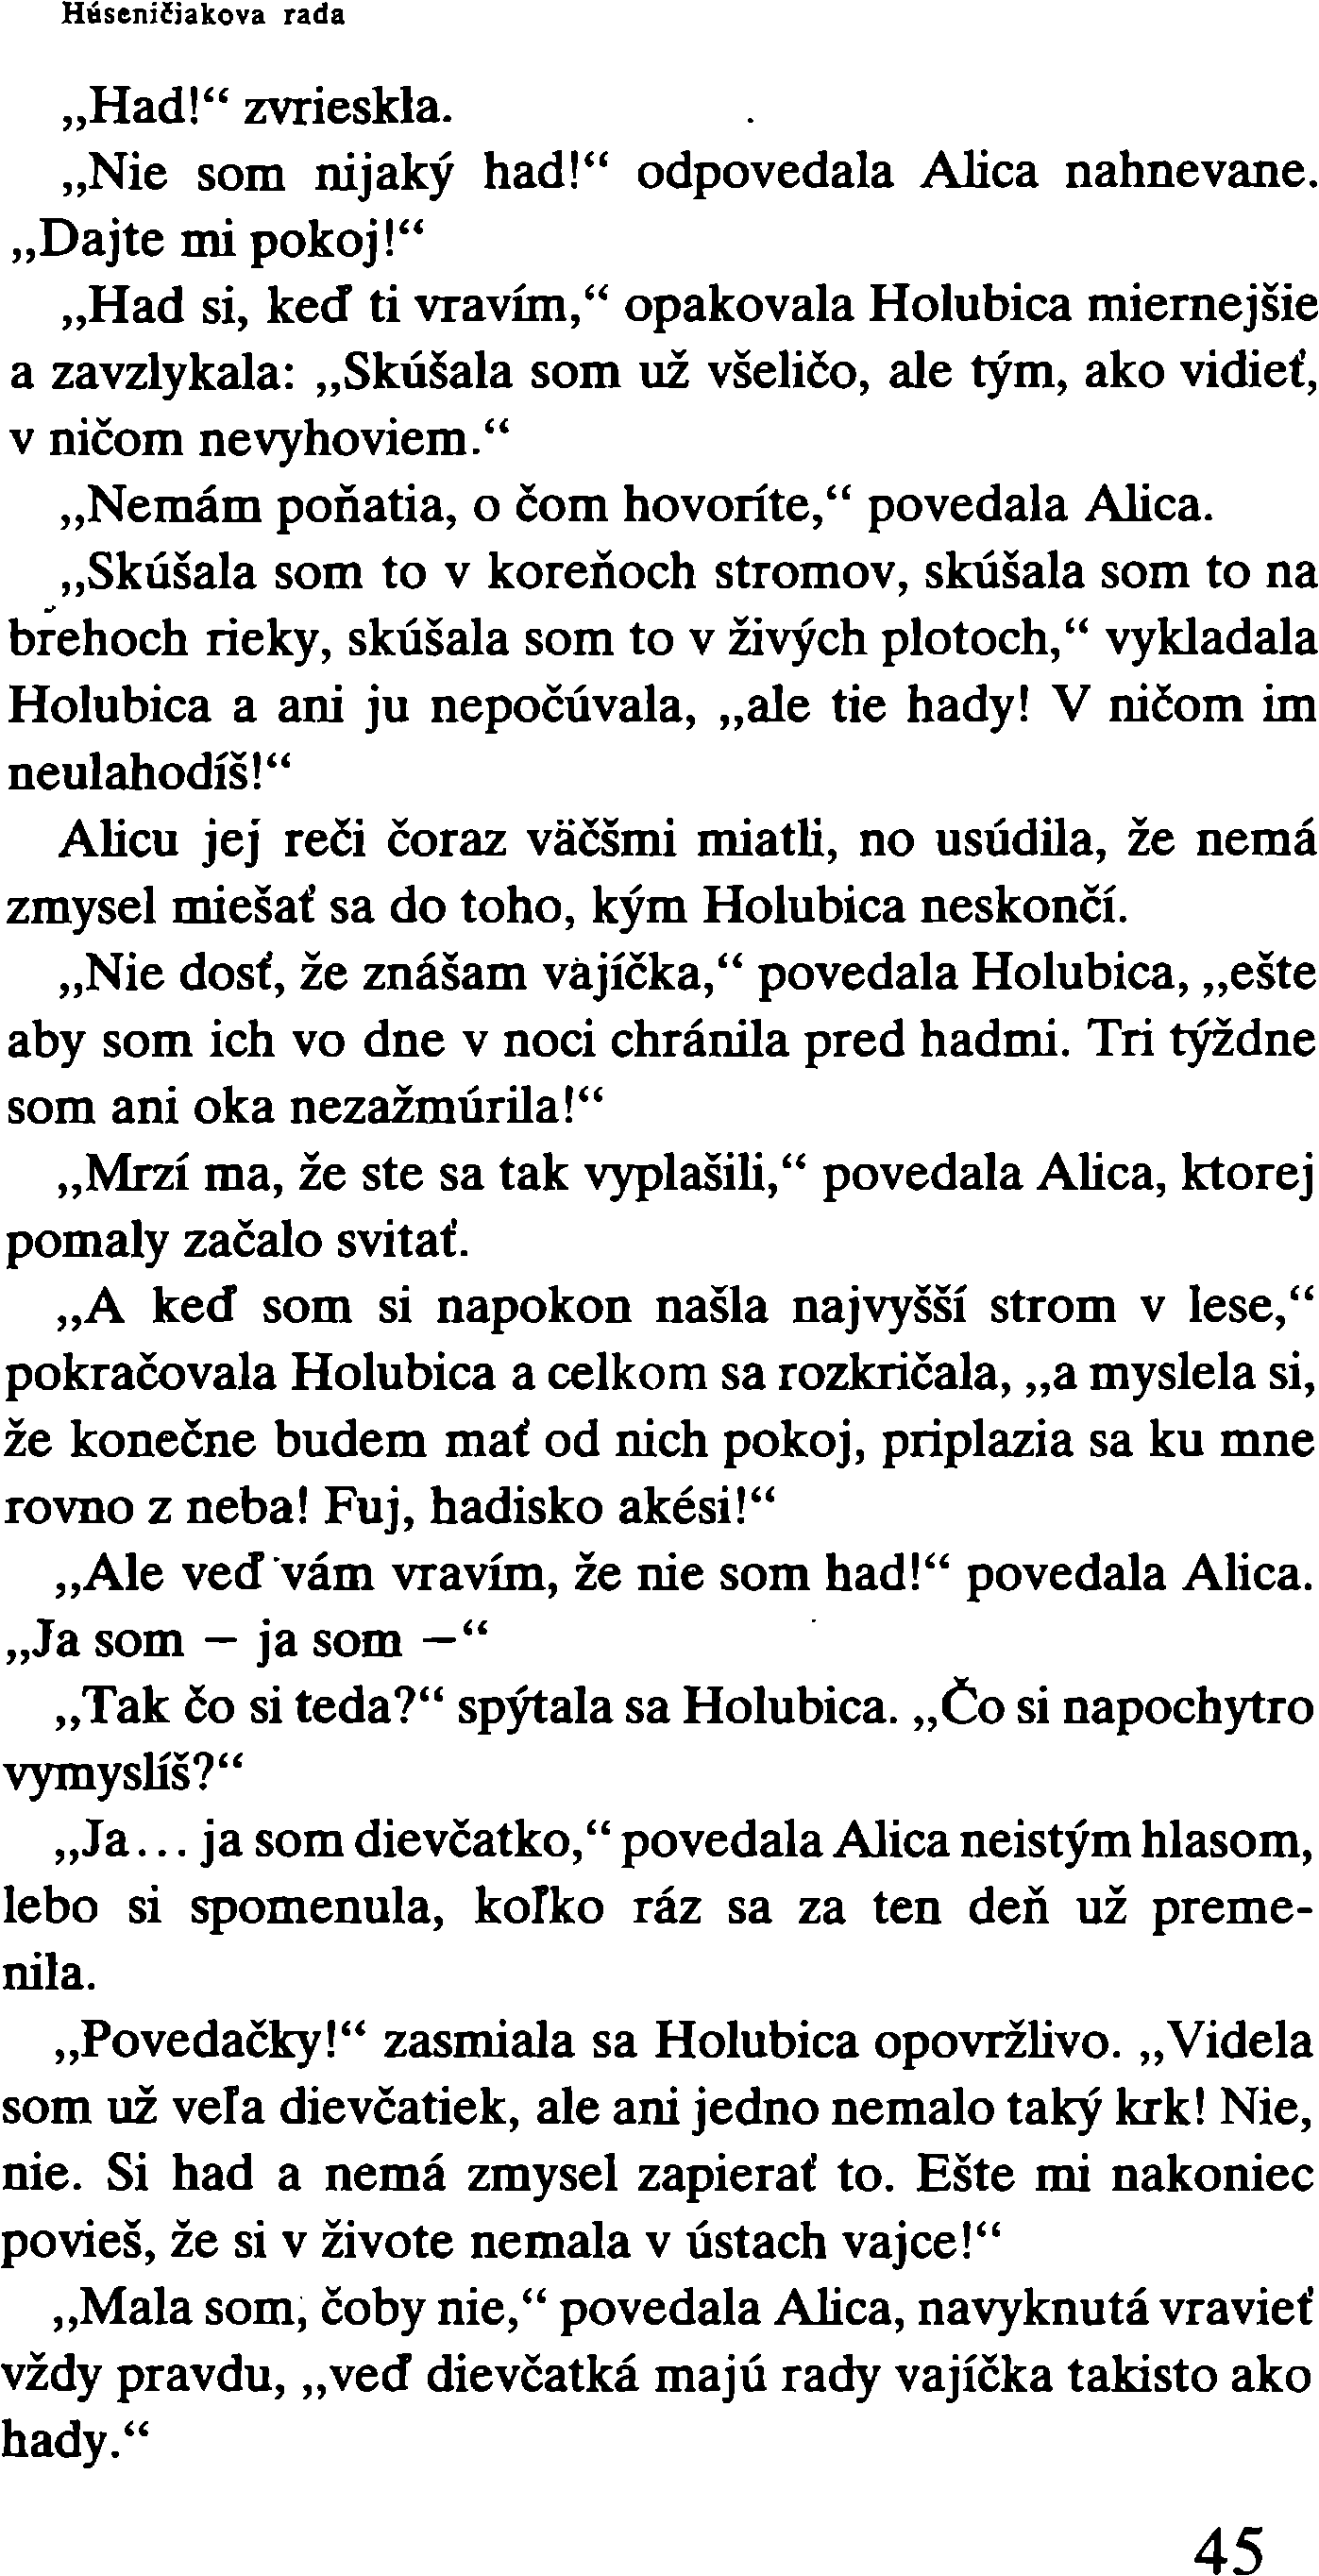 Húseničiakova rada
„Had!“ zvrieskla.
„Nie som nijaký had!“ odpovedala Alica nahnevane.
„Dajte mi pokoj!“
„Had si, keď ti vravím,“ opakovala Holubica miernejšie
a zavzlykala: „Skúšala som už všeličo, ale tým, ako vidieť,
v ničom nevyhoviem.“
„Nemám poňatia, o čom hovoríte,“ povedala Alica.
„Skúšala som to v koreňoch stromov, skúšala som to na
brehoch rieky, skúšala som to v živých plotoch,“ vykladala
Holubica a ani ju nepočúvala, „ale tie hady! V ničom im
neulahodíš!“
Alicu jej reči čoraz väčšmi miatli, no usúdila, že nemá
zmysel miešať sa do toho, kým Holubica neskončí.
„Nie dosť, že znášam vajíčka,“ povedala Holubica, „ešte
aby som ich vo dne v noci chránila pred hadmi. Tri týždne
som ani oka nezažmúrila!“
„Mrzí ma, že ste sa tak vyplašili,“ povedala Alica, ktorej
pomaly začalo svitať.
„A keď som si napokon našla najvyšší strom v lese,“
pokračovala Holubica a celkom sa rozkričala, „a myslela si,
že konečne budem mať od nich pokoj, priplazia sa ku mne
rovno z neba! Fuj, hadisko akési!“
„Ale veď vám vravím, že nie som had!“ povedala Alica.
„Ja som — ja som —“
„Tak čo si teda?“ spýtala sa Holubica. „Čo si napochytro
vymyslíš?“
„Ja... ja som dievčatko,“ povedala Alica neistým hlasom,
lebo si spomenula, koľko ráz sa za ten deň už preme-
nila.
„Povedačky!“ zasmiala sa Holubica opovržlivo. „Videla
som už veľa dievčatiek, ale ani jedno nemalo taký krk! Nie,
nie. Si had a nemá zmysel zapierať to. Ešte mi nakoniec
povieš, že si v živote nemala v ústach vajce!“
„Mala som, čoby nie,“ povedala Alica, navyknutá vravieť
vždy pravdu, „veď dievčatká majú rady vajíčka takisto ako
hady.“
45